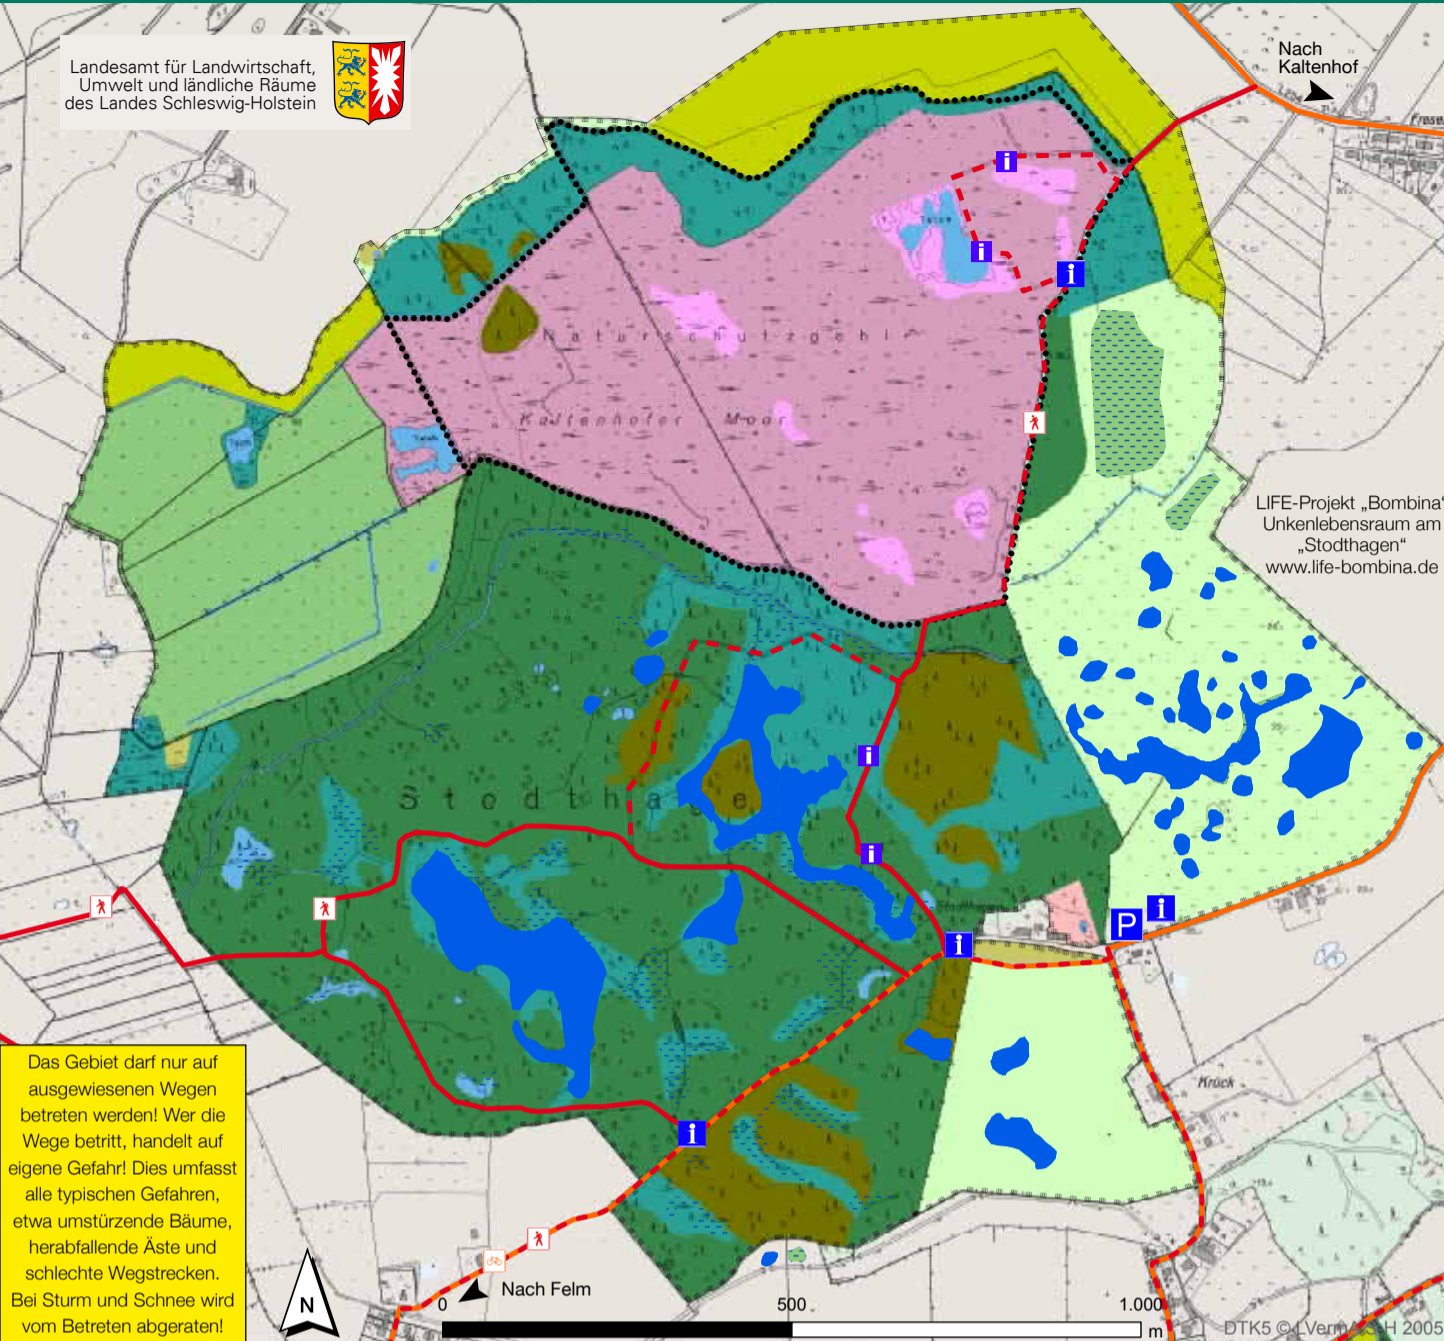 Landesamt für Landwirtschaft,
Umwelt und ländliche Räume
des Landes Schleswig-Holstein
Nach
Kaltenhof
i
i
i
Teich
Naturschutzgebiet
Kaltenhofer Moor
Teich
LIFE-Projekt „Bombina“
Unkenlebensraum am
„Stodthagen“
www.life-bombina.de
i
Stodthagen
i
P
i
i
Krück
i
Das Gebiet darf nur auf
ausgewiesenen Wegen
betreten werden! Wer die
Wege betritt, handelt auf
eigene Gefahr! Dies umfasst
alle typischen Gefahren,
etwa umstürzende Bäume,
herabfallende Äste und
schlechte Wegstrecken.
Bei Sturm und Schnee wird
vom Betreten abgeraten!
N
Nach Felm
0 500 1.000
m
DTK5 © LVermA S-H 2005